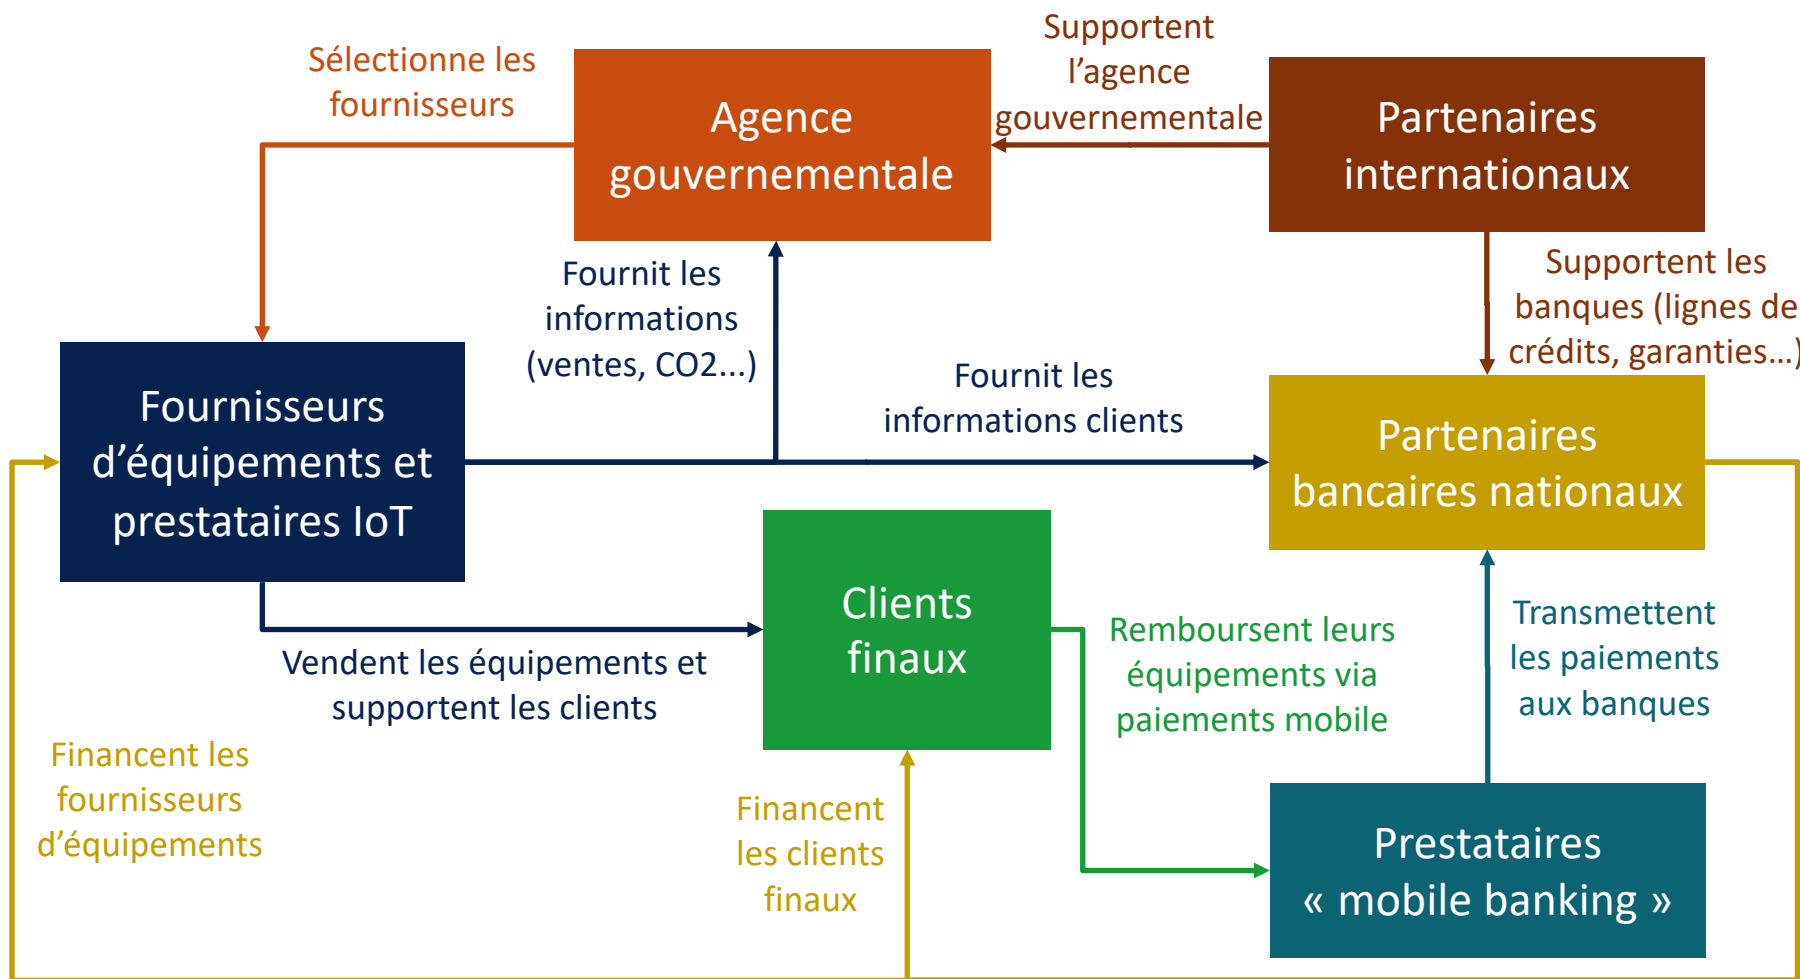 Sélectionne les
fournisseurs
Agence
gouvernementale
Supportent
l’agence
gouvernementale
Partenaires
internationaux
Fournit les
informations
(ventes, CO2...)
Supportent les
banques (lignes de
crédits, garanties…)
Fournisseurs
d’équipements et
prestataires IoT
Fournit les
informations clients
Partenaires
bancaires nationaux
Clients
finaux
Vendent les équipements et
supportent les clients
Remboursent leurs
équipements via
paiements mobile
Transmettent
les paiements
aux banques
Financent les
fournisseurs
d’équipements
Financent
les clients
finaux
Prestataires
« mobile banking »